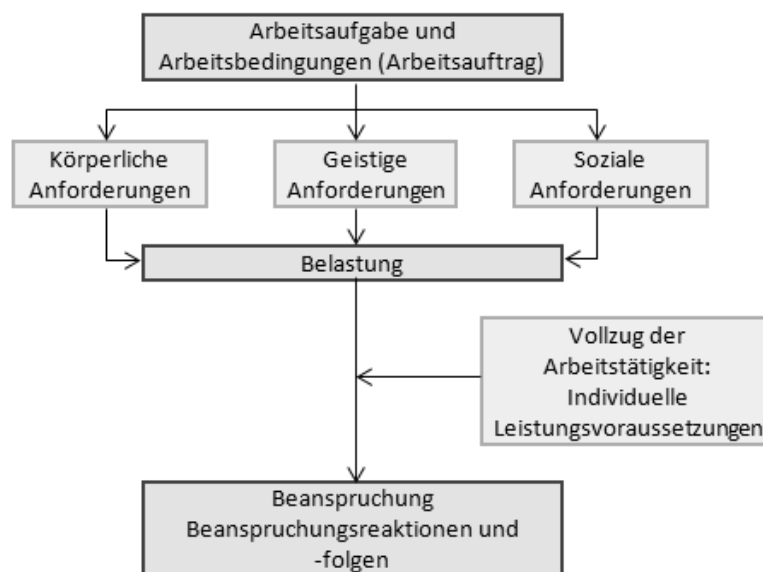 Arbeitsaufgabe und
Arbeitsbedingungen (Arbeitsauftrag)
Körperliche
Anforderungen
Geistige
Anforderungen
Soziale
Anforderungen
Belastung
Vollzug der
Arbeitstätigkeit:
Individuelle
Leistungsvoraussetzungen
Beanspruchung
Beanspruchungsreaktionen und
-folgen